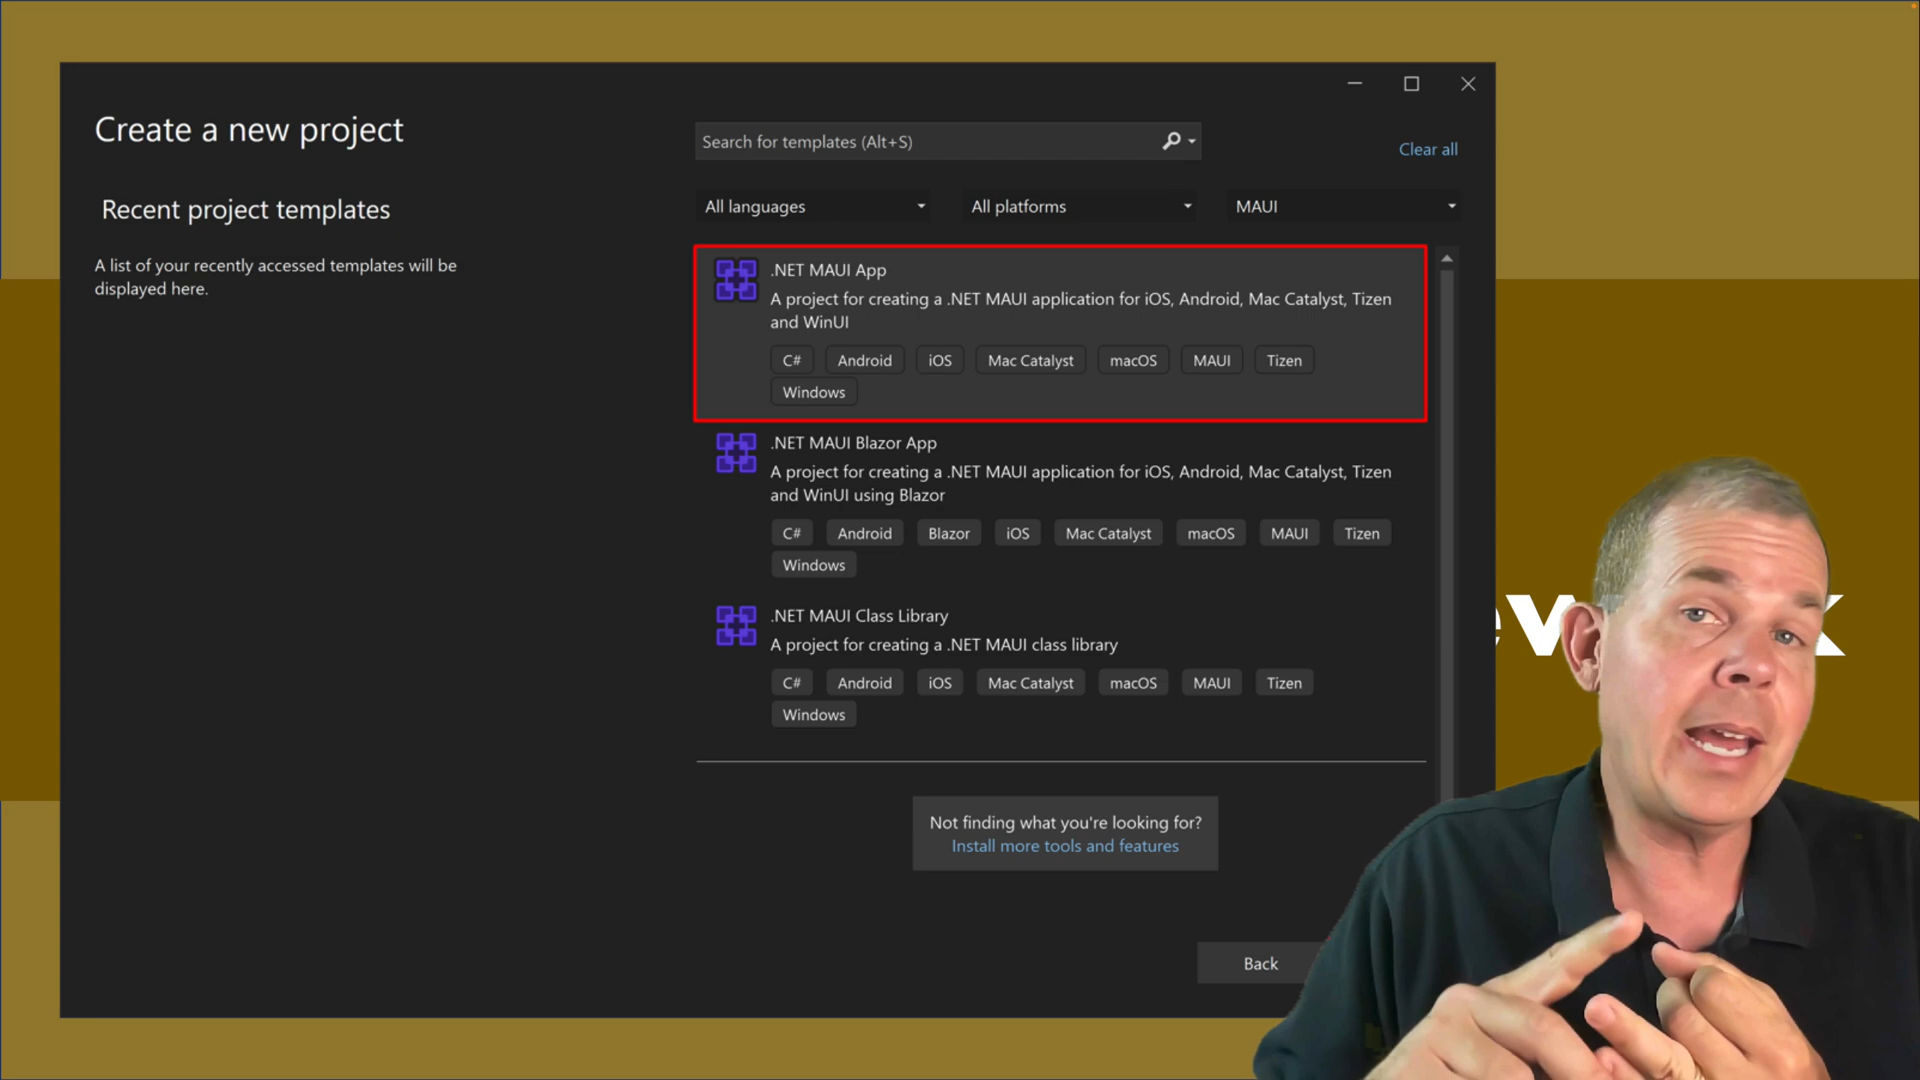 Create a new project
Search for templates (Alt+S)
Clear all
Recent project templates
All languages
All platforms
MAUI
A list of your recently accessed templates will be
displayed here.
.NET MAUI App
A project for creating a .NET MAUI application for iOS, Android, Mac Catalyst, Tizen
and WinUI
C# Android iOS Mac Catalyst macOS MAUI Tizen
Windows
.NET MAUI Blazor App
A project for creating a .NET MAUI application for iOS, Android, Mac Catalyst, Tizen
and WinUI using Blazor
C# Android Blazor iOS Mac Catalyst macOS MAUI Tizen
Windows
.NET MAUI Class Library
A project for creating a .NET MAUI class library
C# Android iOS Mac Catalyst macOS MAUI Tizen
Windows
Not finding what you're looking for?
Install more tools and features
Back